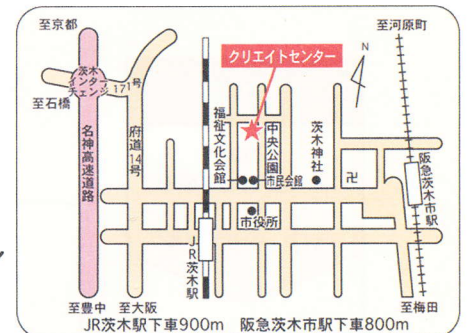 至京都
至河原町
クリエイトセンター
N
茨木インターチェンジ
171号
至石橋
名神高速道路
府道14号
福祉文化会館
中央公園
茨木神社
卍
阪急茨木市駅
市民会館
市役所
JR茨木駅
至豊中
至大阪
至梅田
JR茨木駅下車900m 阪急茨木市駅下車800m